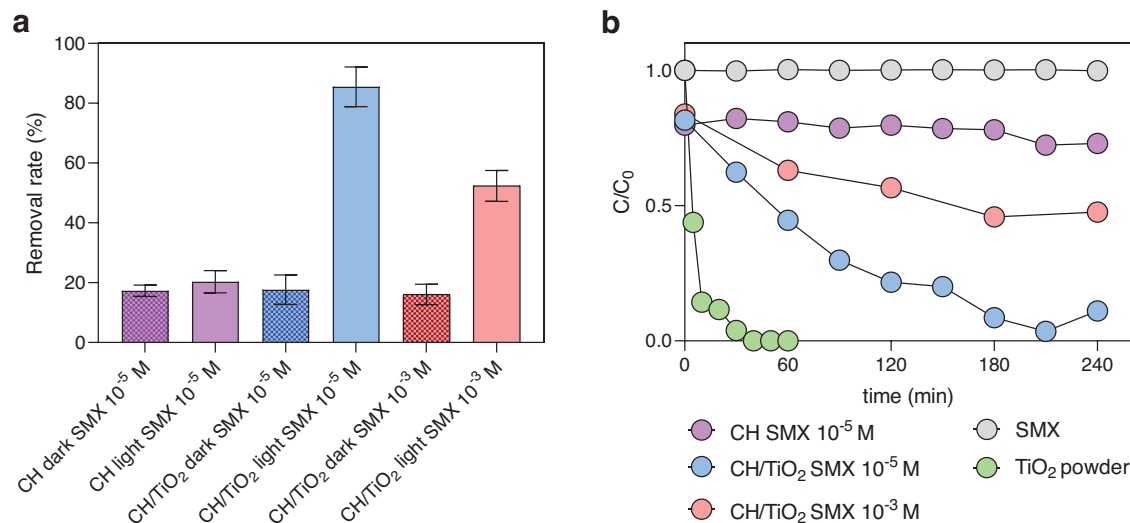 a
100
80
60
40
20
0
Removal rate (%)
CH dark SMX 10⁻⁵ M
CH light SMX 10⁻⁵ M
CH/TiO₂ dark SMX 10⁻⁵ M
CH/TiO₂ light SMX 10⁻⁵ M
CH/TiO₂ dark SMX 10⁻³ M
CH/TiO₂ light SMX 10⁻³ M
b
1.0
0.5
0.0
C/C₀
0 60 120 180 240
time (min)
CH SMX 10⁻⁵ M
CH/TiO₂ SMX 10⁻⁵ M
CH/TiO₂ SMX 10⁻³ M
SMX
TiO₂ powder